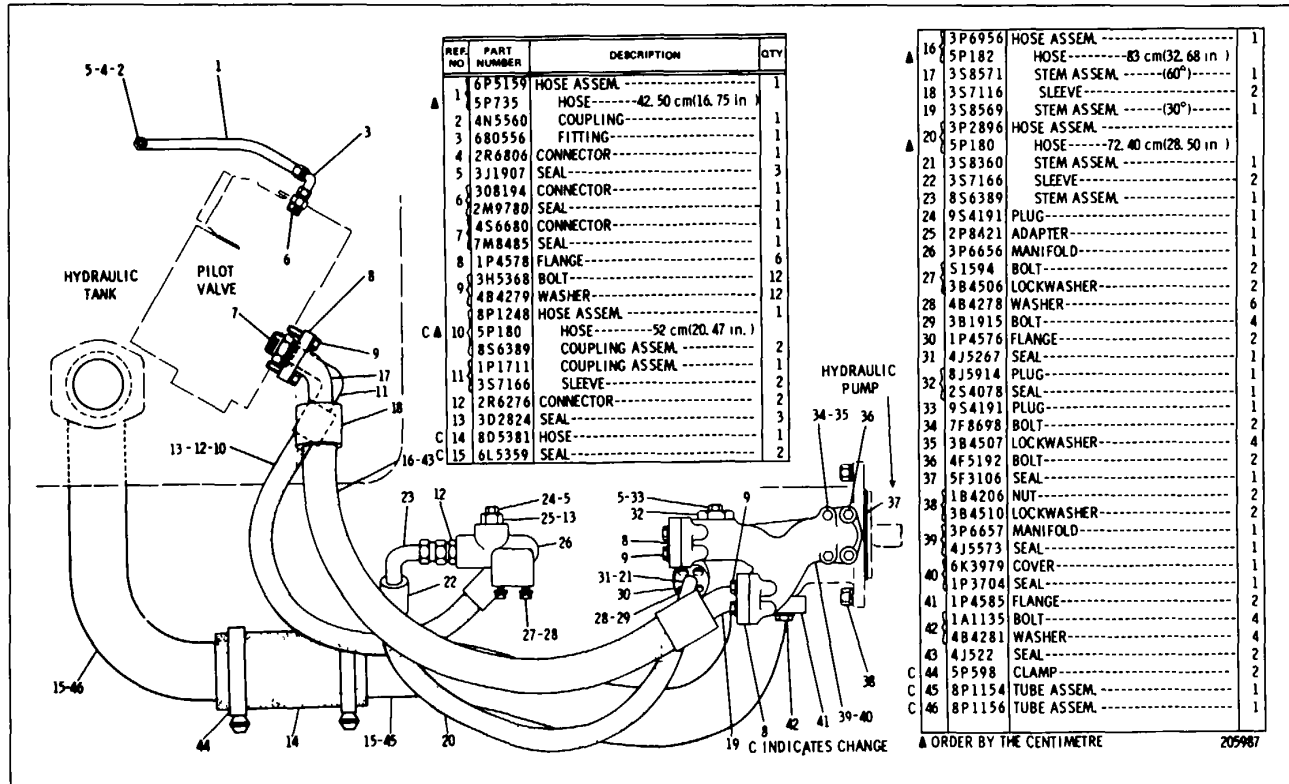 REF. NO PART NUMBER DESCRIPTION QTY
1 6P5159 HOSE ASSEM. 1
▲ 5P735 HOSE------42.50 cm(16.75 in )
2 4N5560 COUPLING 1
3 680556 FITTING 1
4 2R6806 CONNECTOR 1
5 3J1907 SEAL 3
6 308194 CONNECTOR 1
2M9780 SEAL 1
7 4S6680 CONNECTOR 1
7M8485 SEAL 1
8 1P4578 FLANGE 6
9 3H5368 BOLT 12
4B4279 WASHER 12
8P1248 HOSE ASSEM. 1
C ▲ 10 5P180 HOSE------52 cm(20.47 in.)
8S6389 COUPLING ASSEM. 2
11 1P1711 COUPLING ASSEM. 1
3S7166 SLEEVE 2
12 2R6276 CONNECTOR 2
13 3D2824 SEAL 3
C 14 8D5381 HOSE 1
C 15 6L5359 SEAL 2
16 3P6956 HOSE ASSEM. 1
▲ 5P182 HOSE------83 cm(32.68 in )
17 3S8571 STEM ASSEM. ------(60°) 1
18 3S7116 SLEEVE 2
19 3S8569 STEM ASSEM. ------(30°) 1
20 3P2896 HOSE ASSEM. 1
▲ 5P180 HOSE------72.40 cm(28.50 in )
21 3S8360 STEM ASSEM. 1
22 3S7166 SLEEVE 2
23 8S6389 STEM ASSEM. 1
24 9S4191 PLUG 1
25 2P8421 ADAPTER 1
26 3P6656 MANIFOLD 1
27 S1594 BOLT 2
3B4506 LOCKWASHER 2
28 4B4278 WASHER 6
29 3B1915 BOLT 4
30 1P4576 FLANGE 2
31 4J5267 SEAL 1
32 8J5914 PLUG 1
2S4078 SEAL 1
33 9S4191 PLUG 1
34 7F8698 BOLT 2
35 3B4507 LOCKWASHER 4
36 4F5192 BOLT 2
37 5F3106 SEAL 1
38 1B4206 NUT 2
3B4510 LOCKWASHER 2
39 3P6657 MANIFOLD 1
4J5573 SEAL 1
40 6K3979 COVER 1
1P3704 SEAL 1
41 1P4585 FLANGE 2
42 1A1135 BOLT 4
4B4281 WASHER 4
43 4J522 SEAL 2
C 44 5P598 CLAMP 2
C 45 8P1154 TUBE ASSEM. 1
C 46 8P1156 TUBE ASSEM. 1
▲ ORDER BY THE CENTIMETRE 205987
5-4-2
1
3
6
HYDRAULIC
TANK
PILOT
VALVE
7
8
9
17
11
18
13-12-10
16-43
23
12
24-5
25-13
26
22
27-28
5-33
32
8
9
31-21
30
28-29
9
HYDRAULIC
PUMP
34-35
36
37
38
15-46
44
14
15-45
20
19
8
42
41
39-40
C INDICATES CHANGE